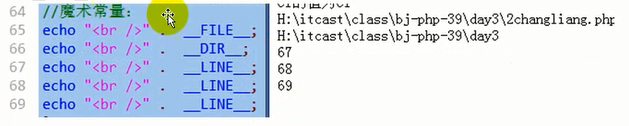 64 //魔术常量:
65 echo "<br />" . __FILE__;
66 echo "<br />" . __DIR__;
67 echo "<br />" . __LINE__;
68 echo "<br />" . __LINE__;
69 echo "<br />" . __LINE__;
H:\itcast\class\bj-php-39\day3\2changliang.php
H:\itcast\class\bj-php-39\day3
67
68
69